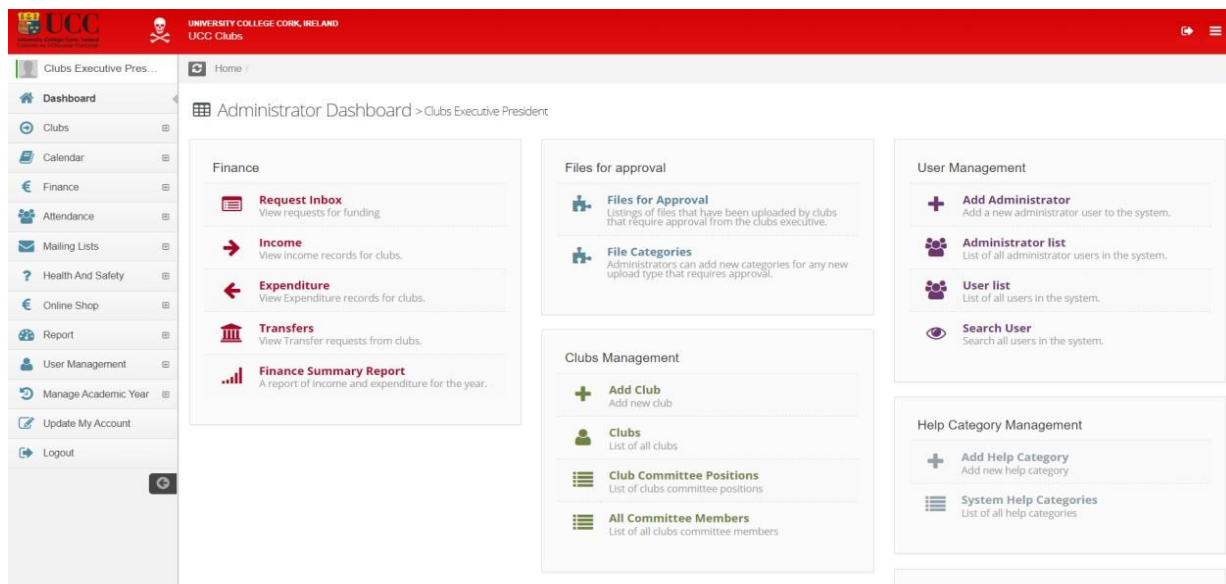 UCC
University College Cork, Ireland
UNIVERSITY COLLEGE CORK, IRELAND
UCC Clubs
Clubs Executive Pres...
Dashboard
Clubs
Calendar
Finance
Attendance
Mailing Lists
Health And Safety
Online Shop
Report
User Management
Manage Academic Year
Update My Account
Logout
Home /
Administrator Dashboard > Clubs Executive President
Finance
Request Inbox
View requests for funding
Income
View income records for clubs.
Expenditure
View Expenditure records for clubs.
Transfers
View Transfer requests from clubs.
Finance Summary Report
A report of income and expenditure for the year.
Files for approval
Files for Approval
Listings of files that have been uploaded by clubs
that require approval from the clubs executive.
File Categories
Administrators can add new categories for any new
upload type that requires approval.
Clubs Management
Add Club
Add new club
Clubs
List of all clubs
Club Committee Positions
List of clubs committee positions
All Committee Members
List of all clubs committee members
User Management
Add Administrator
Add a new administrator user to the system.
Administrator list
List of all administrator users in the system.
User list
List of all users in the system.
Search User
Search all users in the system.
Help Category Management
Add Help Category
Add new help category
System Help Categories
List of all help categories